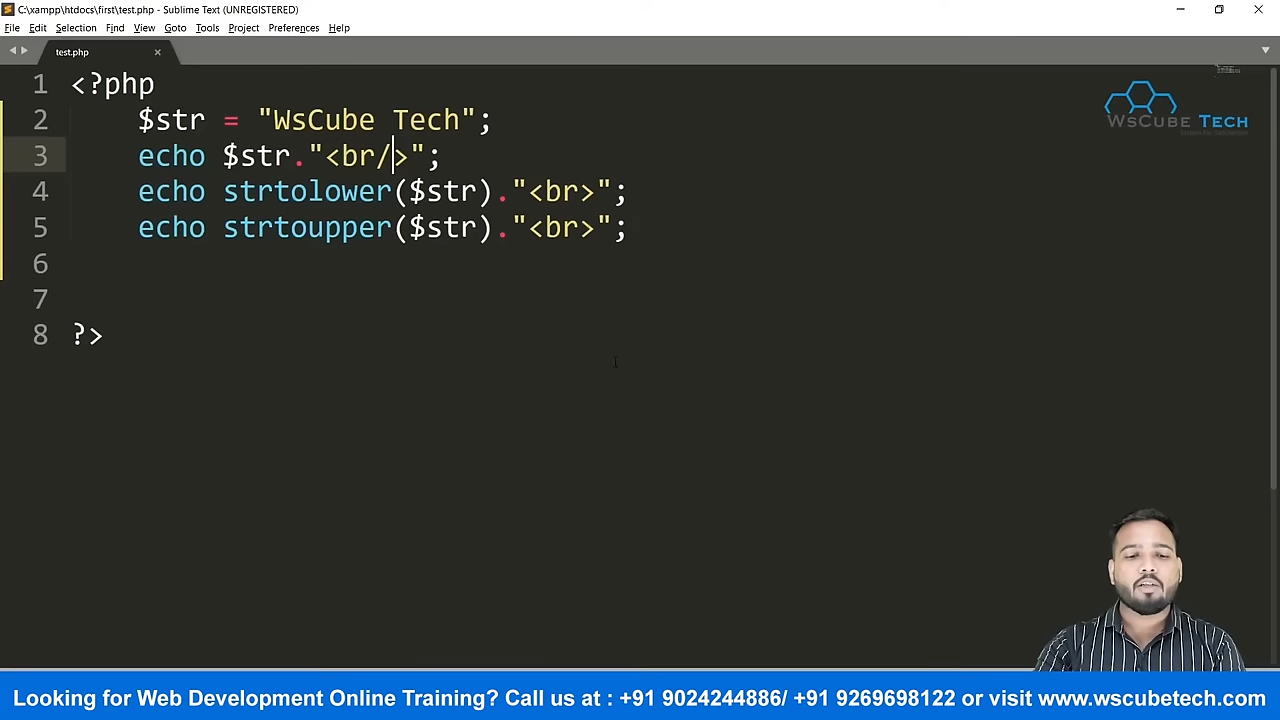 C:\xampp\htdocs\first\test.php - Sublime Text (UNREGISTERED)
File Edit Selection Find View Goto Tools Project Preferences Help
test.php
1 <?php
2 $str = "WsCube Tech";
3 echo $str."<br/>";
4 echo strtolower($str)."<br>";
5 echo strtoupper($str)."<br>";
6
7
8 ?>
WsCube Tech
Looking for Web Development Online Training? Call us at : +91 9024244886/ +91 9269698122 or visit www.wscubetech.com